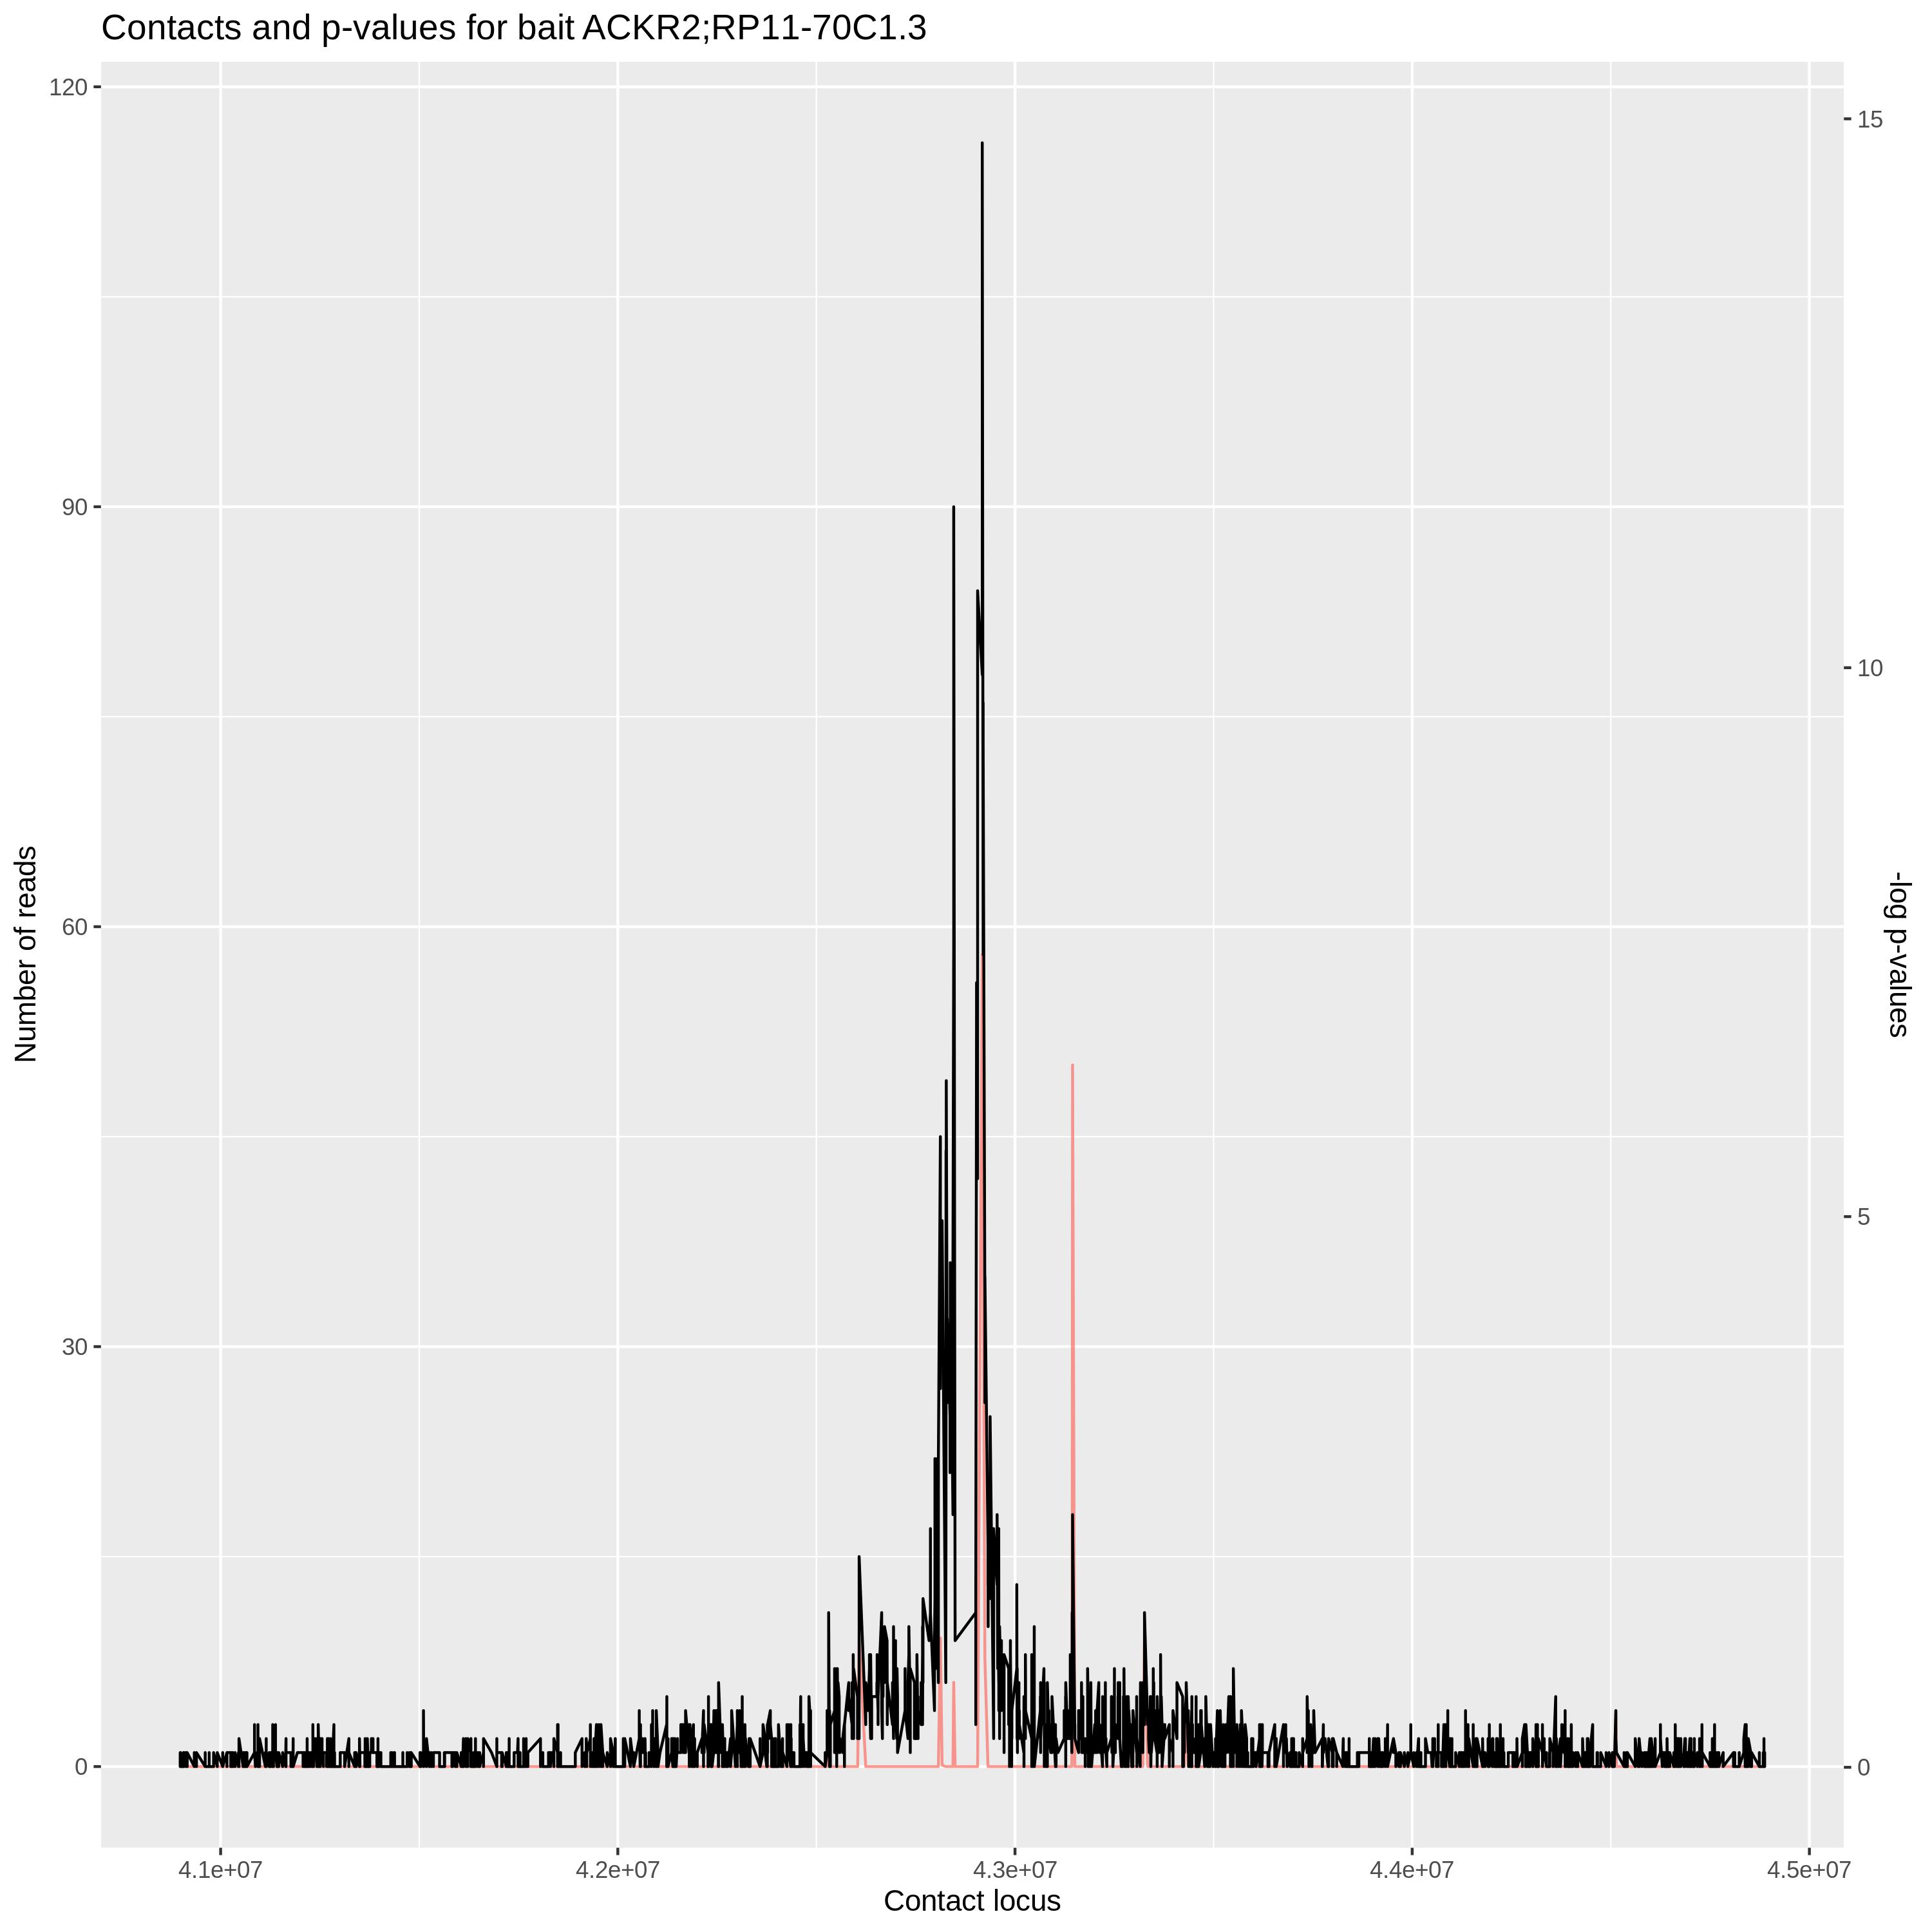 Contacts and p-values for bait ACKR2;RP11-70C1.3
120
90
60
30
0
Number of reads
15
10
5
0
-log p-values
4.1e+07
4.2e+07
4.3e+07
4.4e+07
4.5e+07
Contact locus